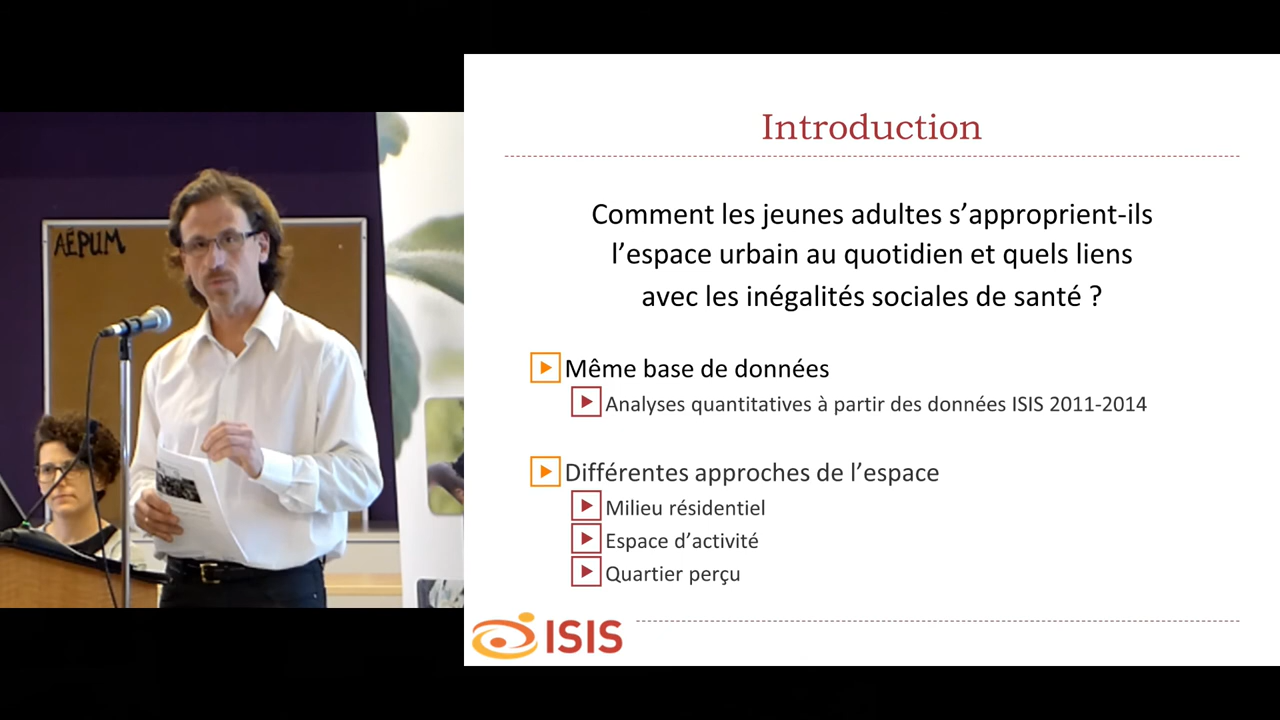 AÉPUM
Introduction
Comment les jeunes adultes s’approprient-ils
l’espace urbain au quotidien et quels liens
avec les inégalités sociales de santé ?
Même base de données
Analyses quantitatives à partir des données ISIS 2011-2014
Différentes approches de l’espace
Milieu résidentiel
Espace d’activité
Quartier perçu
ISIS